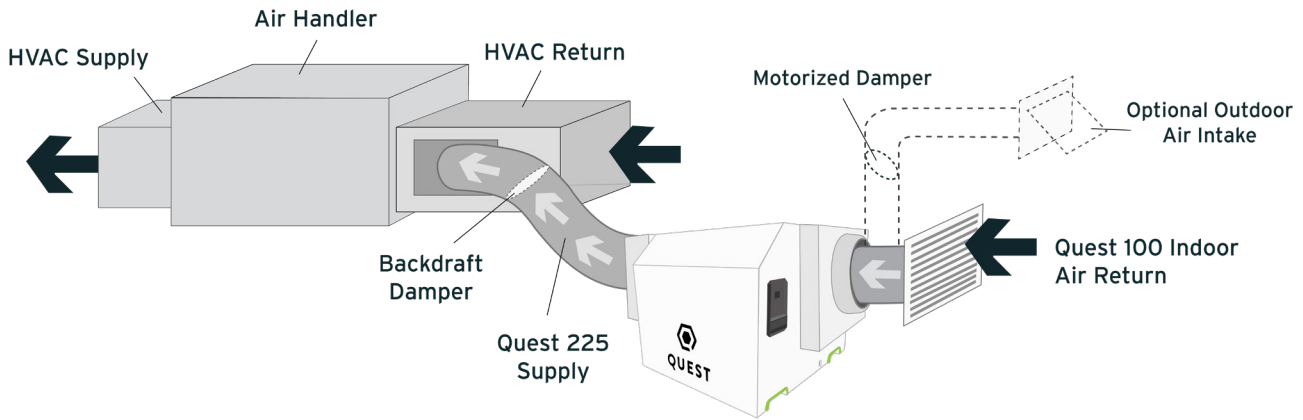 Air Handler
HVAC Supply
HVAC Return
Motorized Damper
Optional Outdoor
Air Intake
Quest 100 Indoor
Air Return
Backdraft
Damper
Quest 225
Supply
QUEST